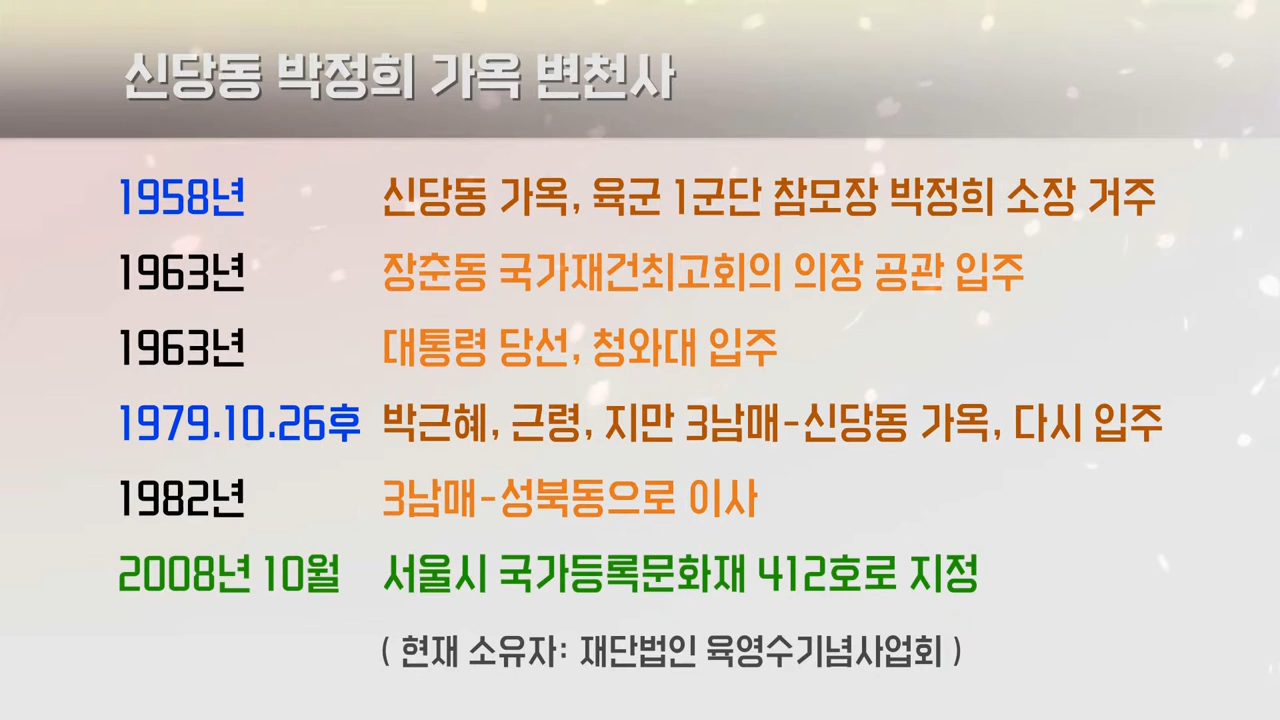 신당동 박정희 가옥 변천사
1958년 신당동 가옥, 육군 1군단 참모장 박정희 소장 거주
1963년 장춘동 국가재건최고회의 의장 공관 입주
1963년 대통령 당선, 청와대 입주
1979.10.26후 박근혜, 근령, 지만 3남매-신당동 가옥, 다시 입주
1982년 3남매-성북동으로 이사
2008년 10월 서울시 국가등록문화재 412호로 지정
( 현재 소유자: 재단법인 육영수기념사업회 )